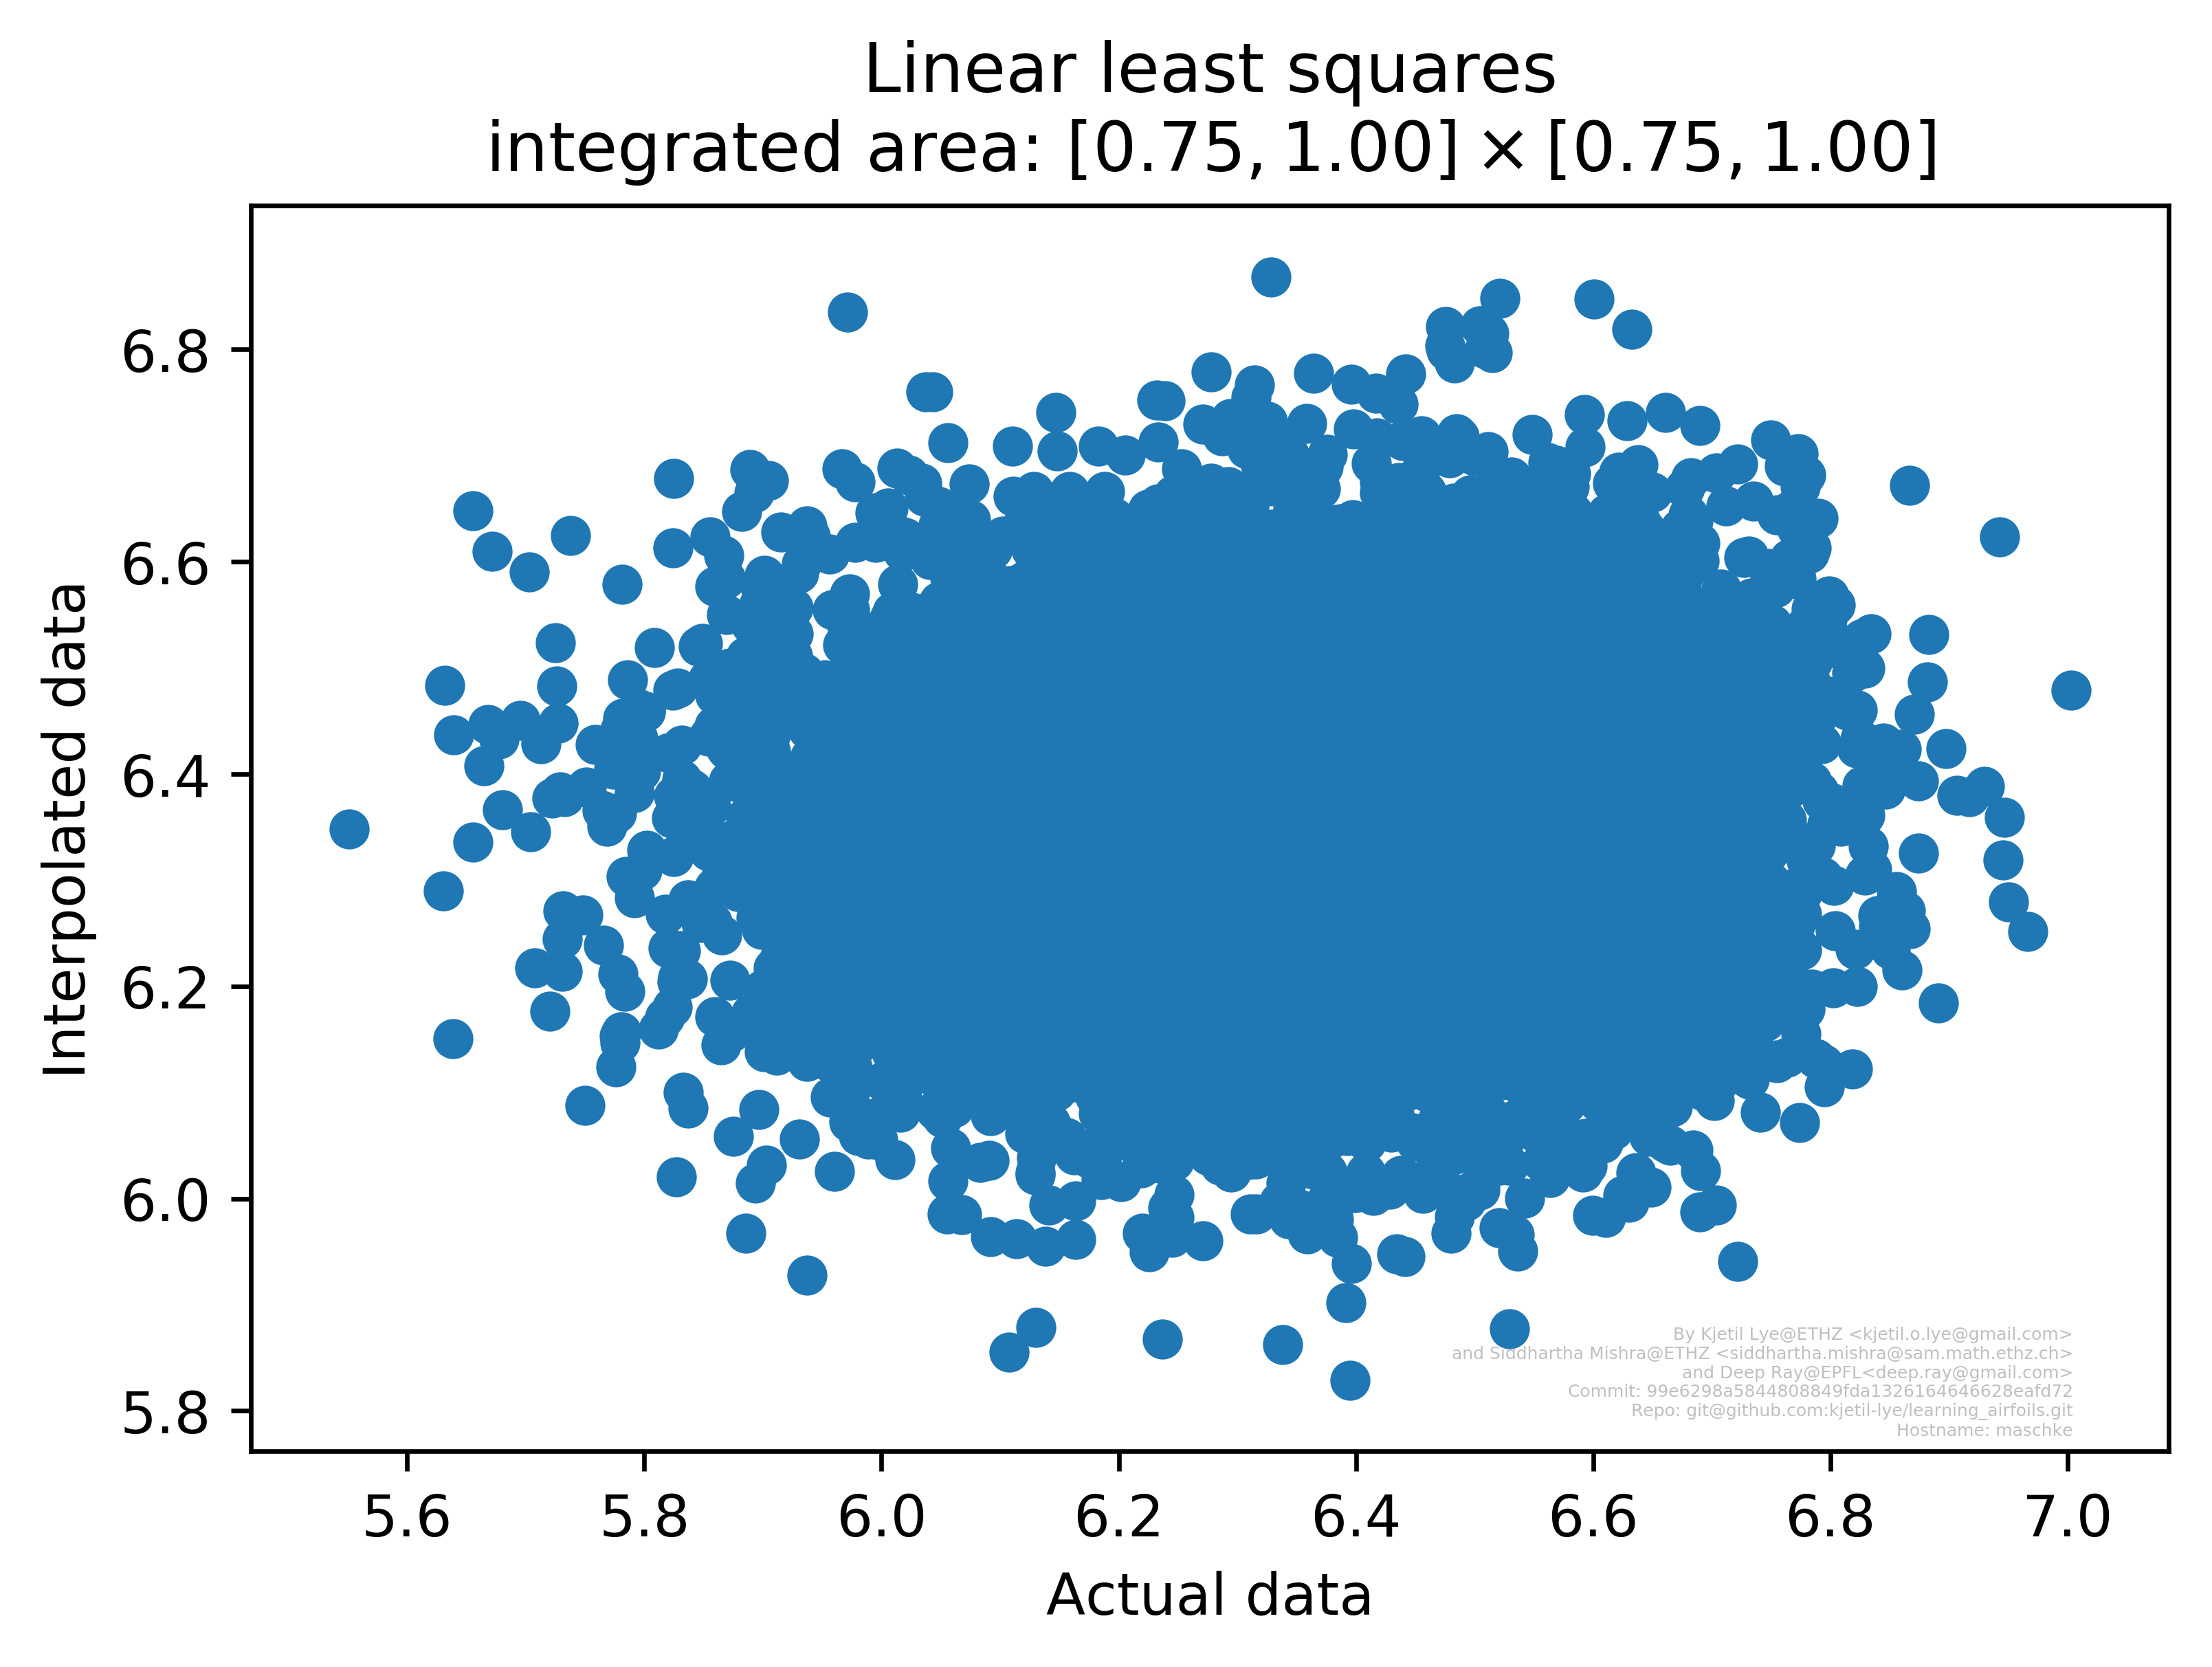 Linear least squares
integrated area: [0.75, 1.00] × [0.75, 1.00]
Interpolated data
6.8
6.6
6.4
6.2
6.0
5.8
5.6 5.8 6.0 6.2 6.4 6.6 6.8 7.0
Actual data
By Kjetil Lye@ETHZ <kjetil.o.lye@gmail.com>
and Siddhartha Mishra@ETHZ <siddhartha.mishra@sam.math.ethz.ch>
and Deep Ray@EPFL<deep.ray@gmail.com>
Commit: 99e6298a5844808849fda1326164646628eafd72
Repo: git@github.com:kjetil-lye/learning_airfoils.git
Hostname: maschke